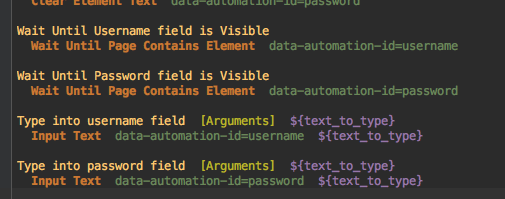 Clear Element Text  data-automation-id=password
Wait Until Username field is Visible
Wait Until Page Contains Element  data-automation-id=username
Wait Until Password field is Visible
Wait Until Page Contains Element  data-automation-id=password
Type into username field  [Arguments]  ${text_to_type}
Input Text  data-automation-id=username  ${text_to_type}
Type into password field  [Arguments]  ${text_to_type}
Input Text  data-automation-id=password  ${text_to_type}